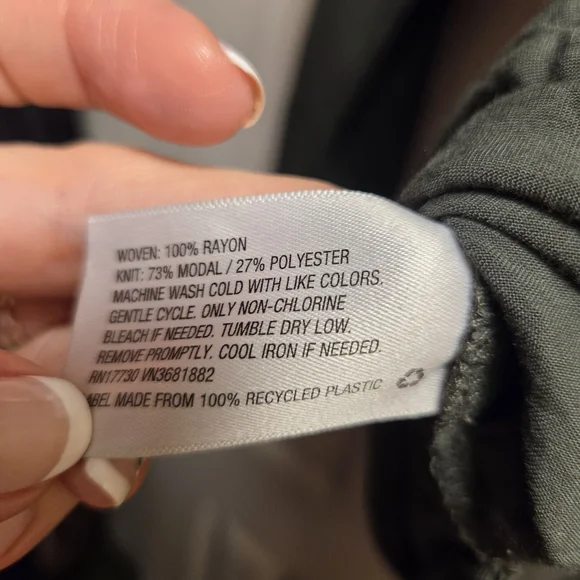 WOVEN: 100% RAYON
KNIT: 73% MODAL / 27% POLYESTER
MACHINE WASH COLD WITH LIKE COLORS.
GENTLE CYCLE. ONLY NON-CHLORINE
BLEACH IF NEEDED. TUMBLE DRY LOW.
REMOVE PROMPTLY. COOL IRON IF NEEDED.
RN17730 VN3681882
ABEL MADE FROM 100% RECYCLED PLASTIC